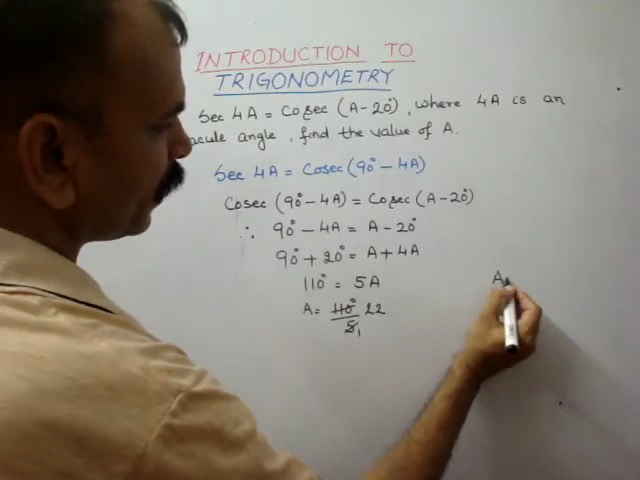 INTRODUCTION TO
TRIGONOMETRY
Sec 4A = Cosec (A - 20°), where 4A is an
acute angle, find the value of A.
Sec 4A = Cosec (90° - 4A)
Cosec (90° - 4A) = Cosec (A - 20°)
∴ 90° - 4A = A - 20°
90° + 20° = A + 4A
110° = 5A
A = 110°/5 22
1
A